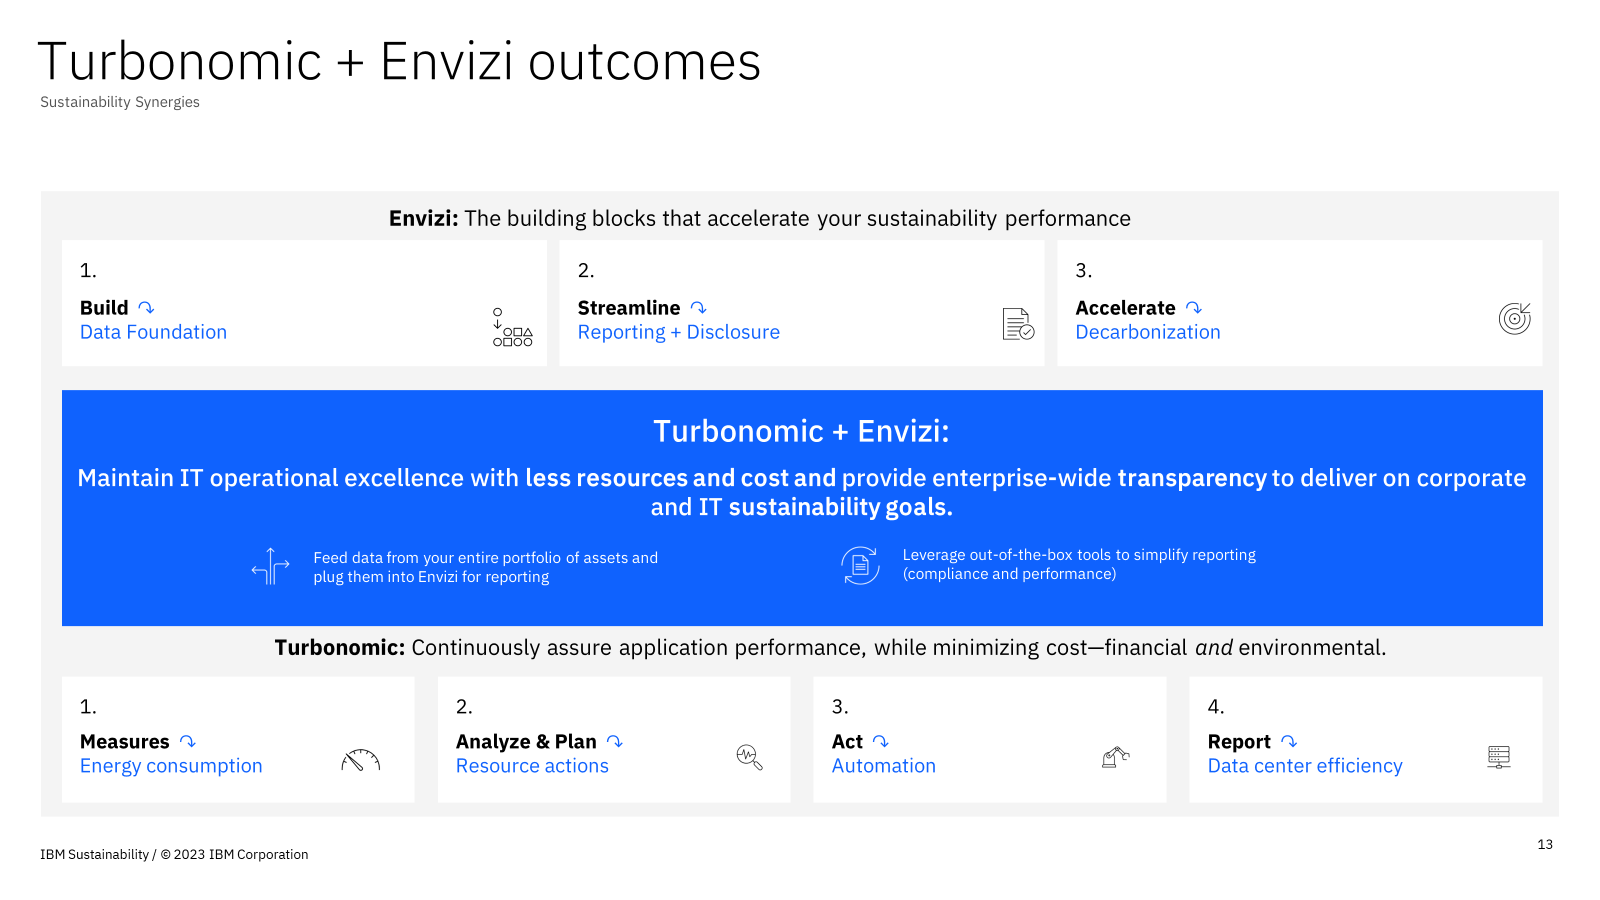 Turbonomic + Envizi outcomes
Sustainability Synergies
Envizi: The building blocks that accelerate your sustainability performance
1.
Build
Data Foundation
2.
Streamline
Reporting + Disclosure
3.
Accelerate
Decarbonization
Turbonomic + Envizi:
Maintain IT operational excellence with less resources and cost and provide enterprise-wide transparency to deliver on corporate
and IT sustainability goals.
Feed data from your entire portfolio of assets and
plug them into Envizi for reporting
Leverage out-of-the-box tools to simplify reporting
(compliance and performance)
Turbonomic: Continuously assure application performance, while minimizing cost—financial and environmental.
1.
Measures
Energy consumption
2.
Analyze & Plan
Resource actions
3.
Act
Automation
4.
Report
Data center efficiency
IBM Sustainability / © 2023 IBM Corporation
13